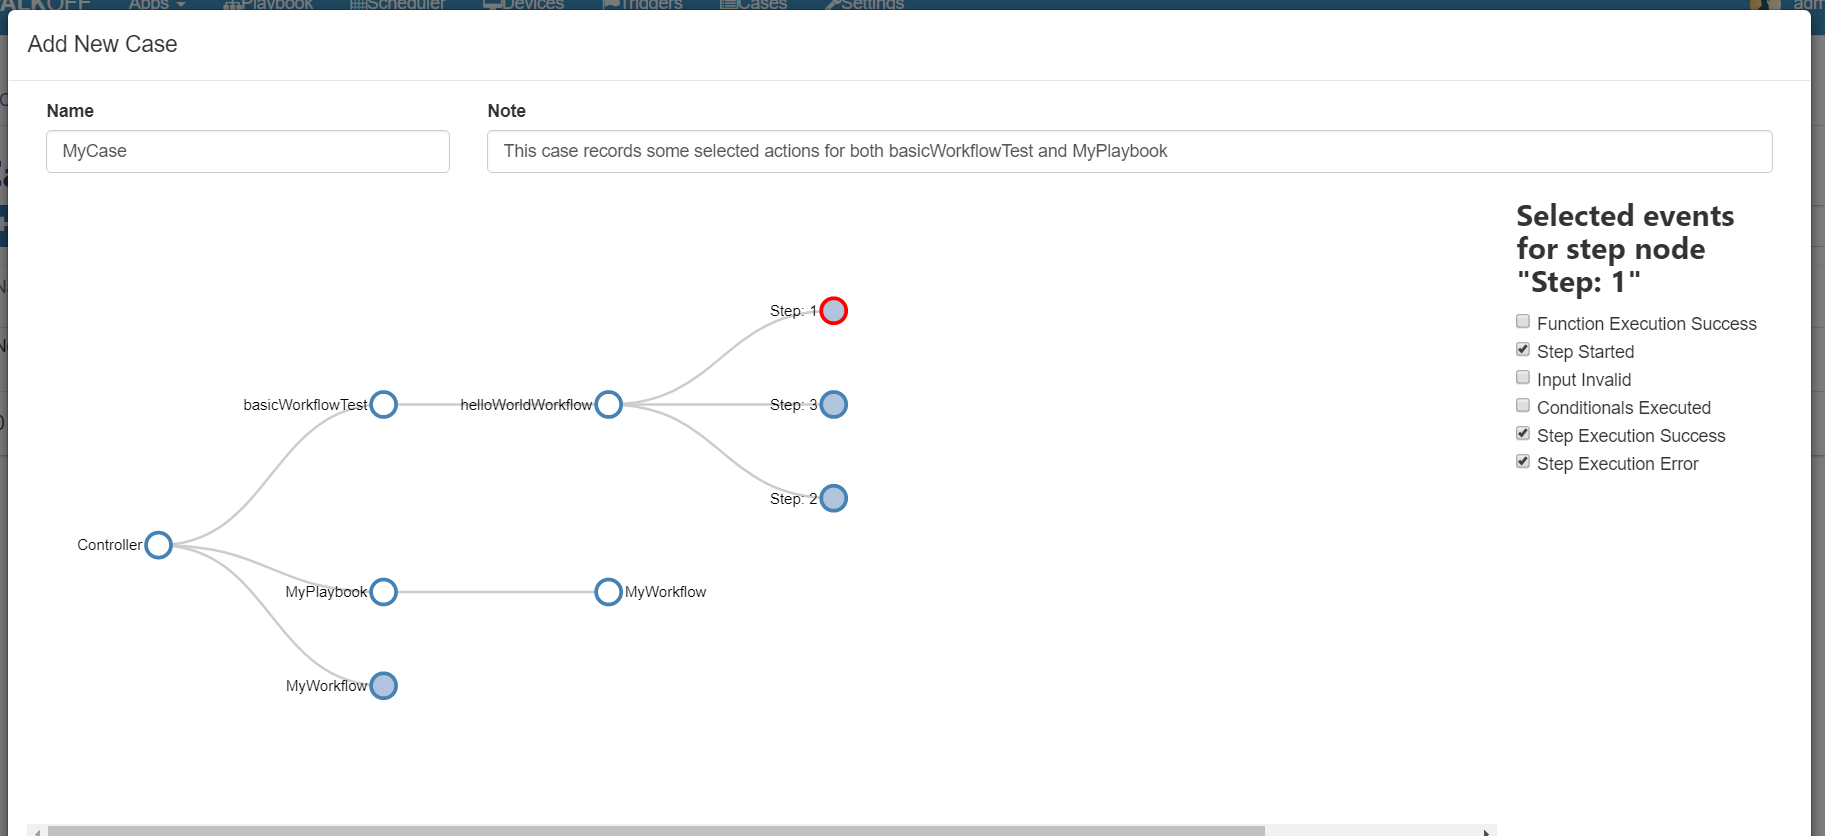 Apps Playbook Scheduler Devices Triggers Cases Settings
Add New Case
Name
Note
MyCase
This case records some selected actions for both basicWorkflowTest and MyPlaybook
Selected events
for step node
"Step: 1"
Function Execution Success
Step Started
Input Invalid
Conditionals Executed
Step Execution Success
Step Execution Error
Step: 1
basicWorkflowTest
helloWorldWorkflow
Step: 3
Step: 2
Controller
MyPlaybook
MyWorkflow
MyWorkflow